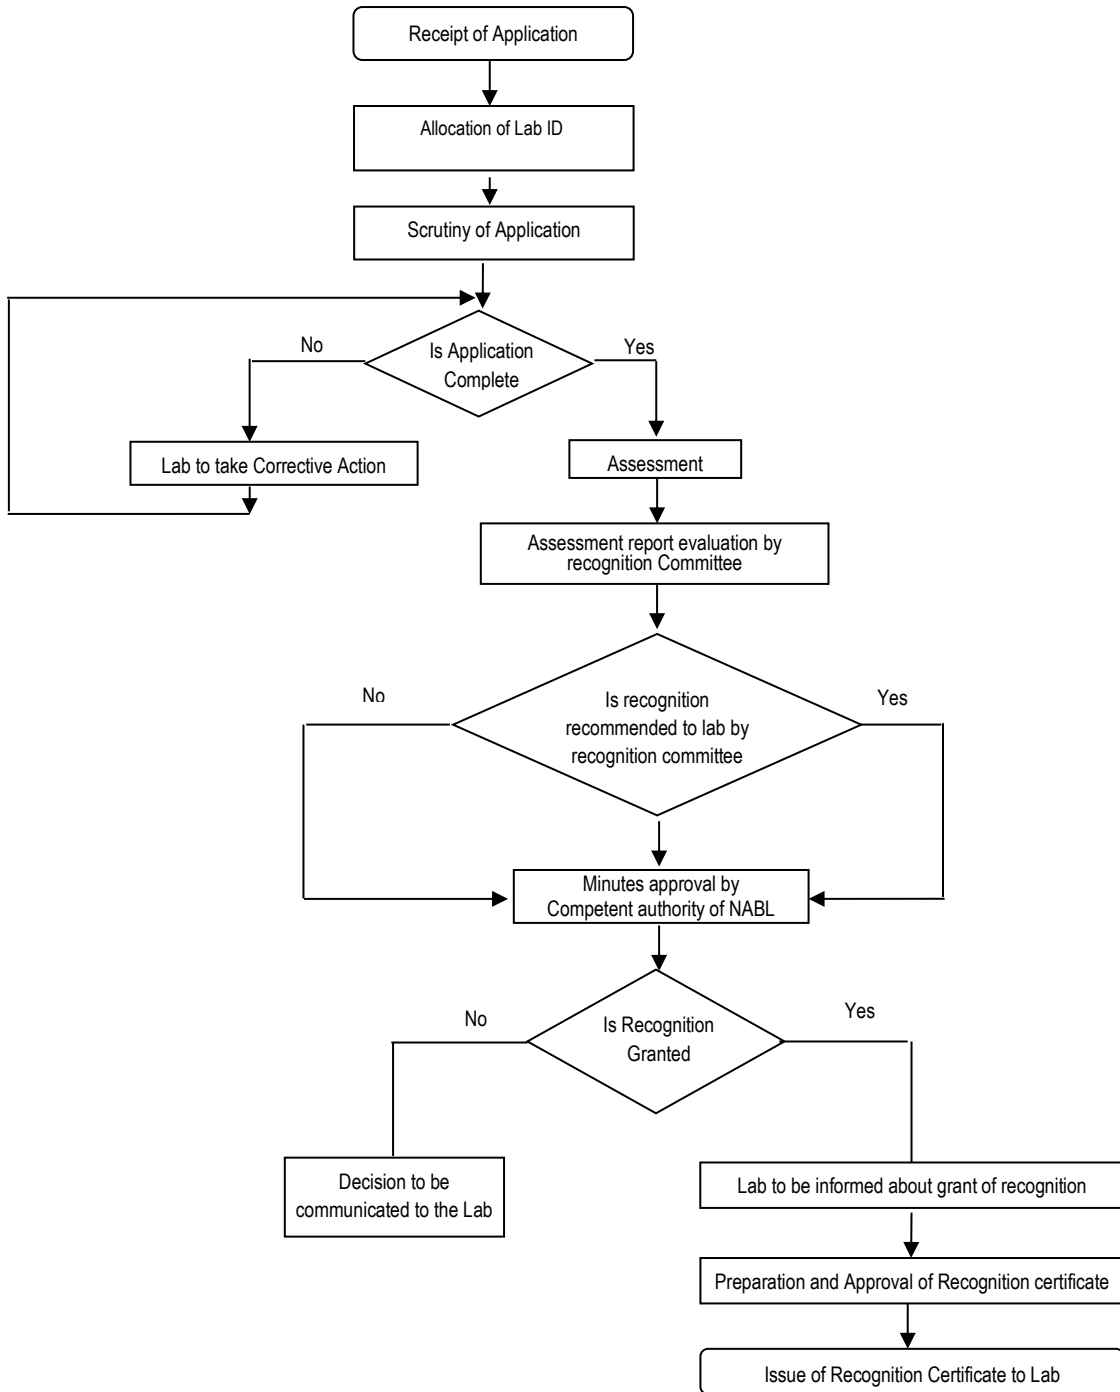 Receipt of Application
Allocation of Lab ID
Scrutiny of Application
No
Is Application
Complete
Yes
Lab to take Corrective Action
Assessment
Assessment report evaluation by
recognition Committee
No
Is recognition
recommended to lab by
recognition committee
Yes
Minutes approval by
Competent authority of NABL
No
Is Recognition
Granted
Yes
Decision to be
communicated to the Lab
Lab to be informed about grant of recognition
Preparation and Approval of Recognition certificate
Issue of Recognition Certificate to Lab